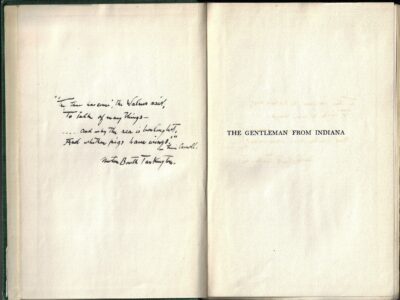 "The time has come" the Walrus said,
To talk of many things—
.... and why the sea is boiling hot,
And whether pigs have wings."
Lewis Carroll.
Booth Tarkington.
THE GENTLEMAN FROM INDIANA